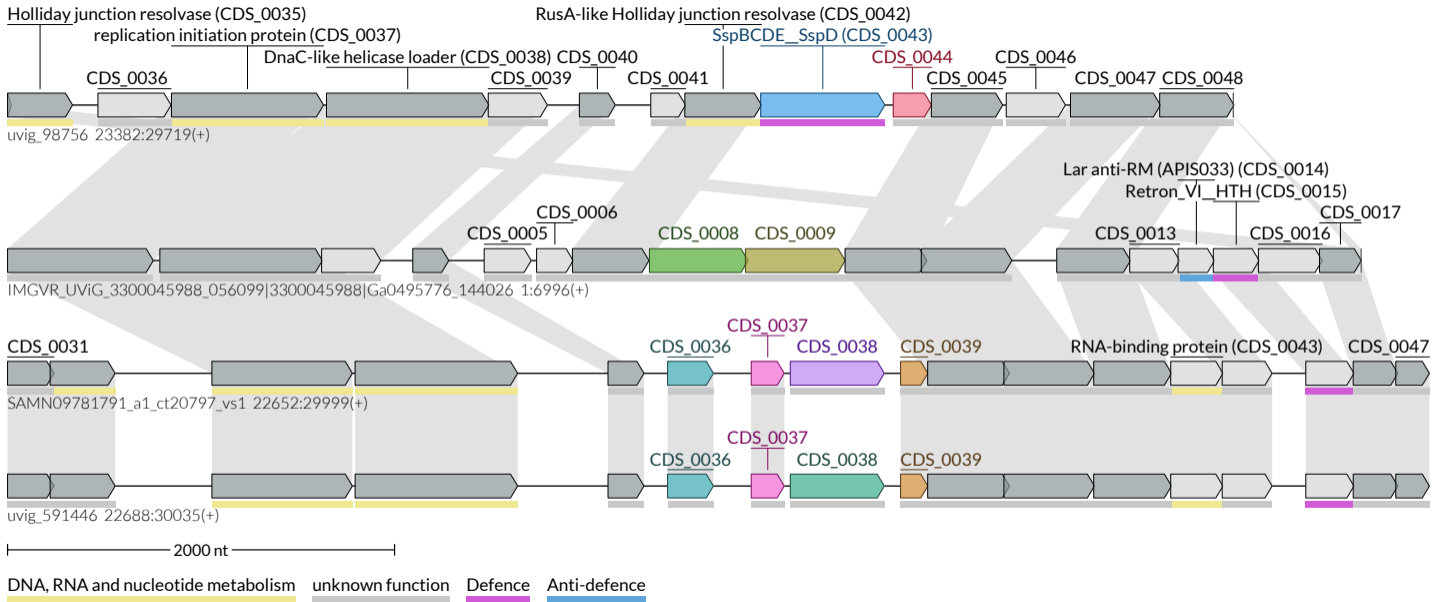 Holliday junction resolvase (CDS_0035) RusA-like Holliday junction resolvase (CDS_0042)
replication initiation protein (CDS_0037) SspBCDE__SspD (CDS_0043)
DnaC-like helicase loader (CDS_0038) CDS_0040 CDS_0044 CDS_0046
CDS_0036 CDS_0039 CDS_0041 CDS_0045 CDS_0047 CDS_0048
uvig_98756 23382:29719(+)
Lar anti-RM (APIS033) (CDS_0014)
Retron_VI__HTH (CDS_0015)
CDS_0006 CDS_0017
CDS_0005 CDS_0008 CDS_0009 CDS_0013 CDS_0016
IMGVR_UViG_3300045988_056099|3300045988|Ga0495776_144026 1:6996(+)
CDS_0037
CDS_0031 CDS_0036 CDS_0038 CDS_0039 RNA-binding protein (CDS_0043) CDS_0047
SAMN09781791_a1_ct20797_vs1 22652:29999(+)
CDS_0037
CDS_0036 CDS_0038 CDS_0039
uvig_591446 22688:30035(+)
2000 nt
DNA, RNA and nucleotide metabolism unknown function Defence Anti-defence